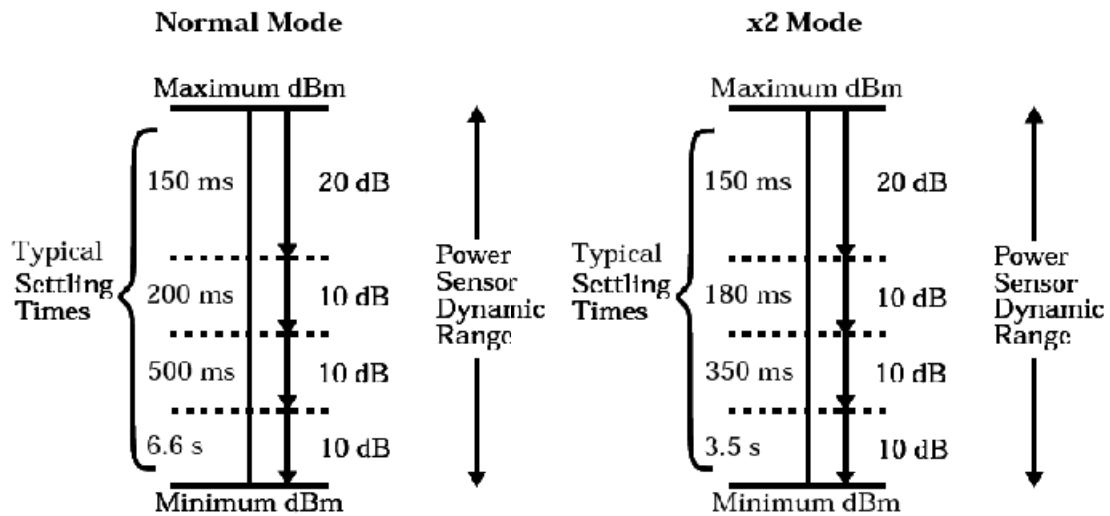 Normal Mode
Maximum dBm
150 ms
20 dB
Typical
Settling
Times
200 ms
10 dB
500 ms
10 dB
6.6 s
10 dB
Minimum dBm
Power
Sensor
Dynamic
Range
x2 Mode
Maximum dBm
150 ms
20 dB
Typical
Settling
Times
180 ms
10 dB
350 ms
10 dB
3.5 s
10 dB
Minimum dBm
Power
Sensor
Dynamic
Range